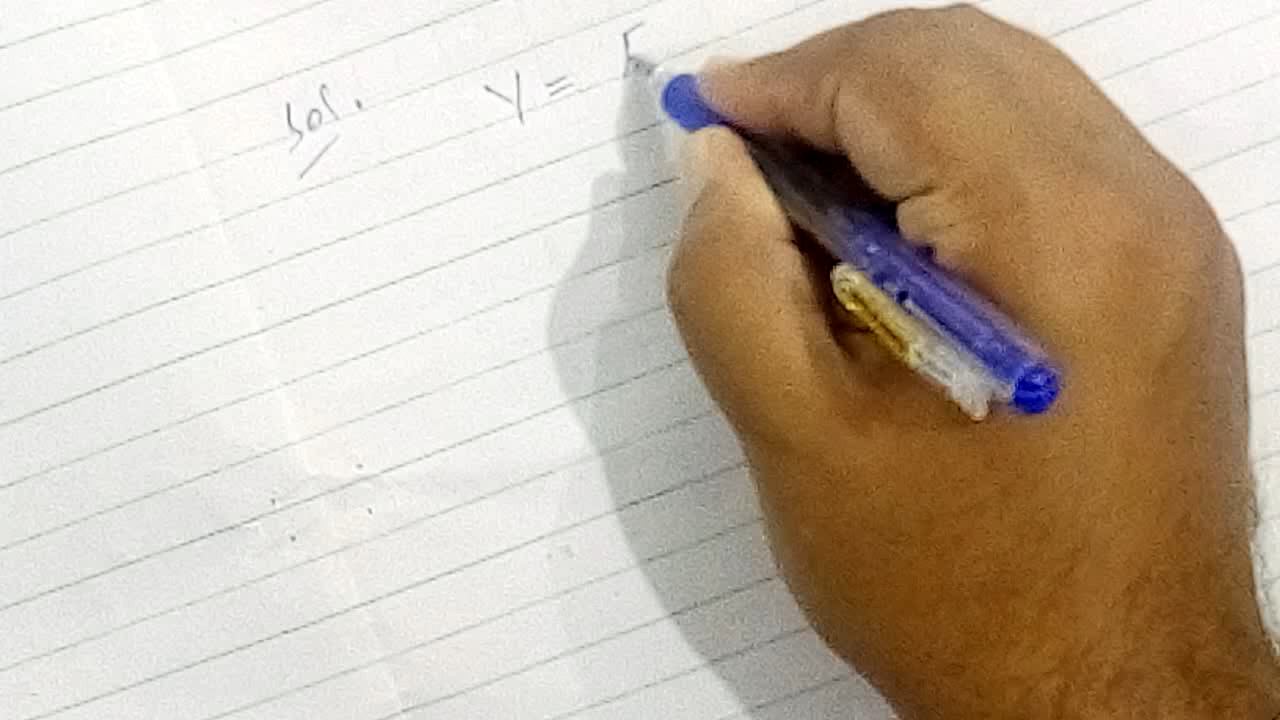 Sol. y =